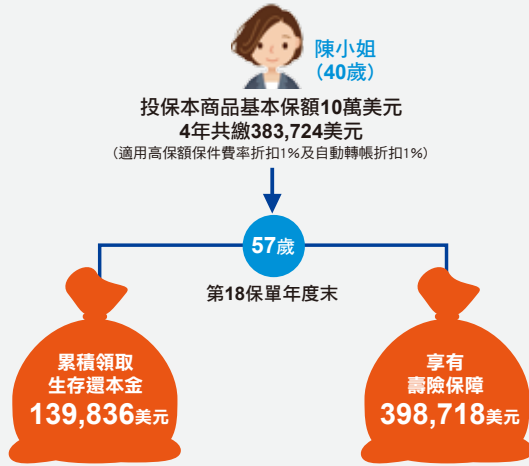 陳小姐
（40歲）
投保本商品基本保額10萬美元
4年共繳383,724美元
（適用高保額保件費率折扣1%及自動轉帳折扣1%）
57歲
第18保單年度末
累積領取
生存還本金
139,836美元
享有
壽險保障
398,718美元